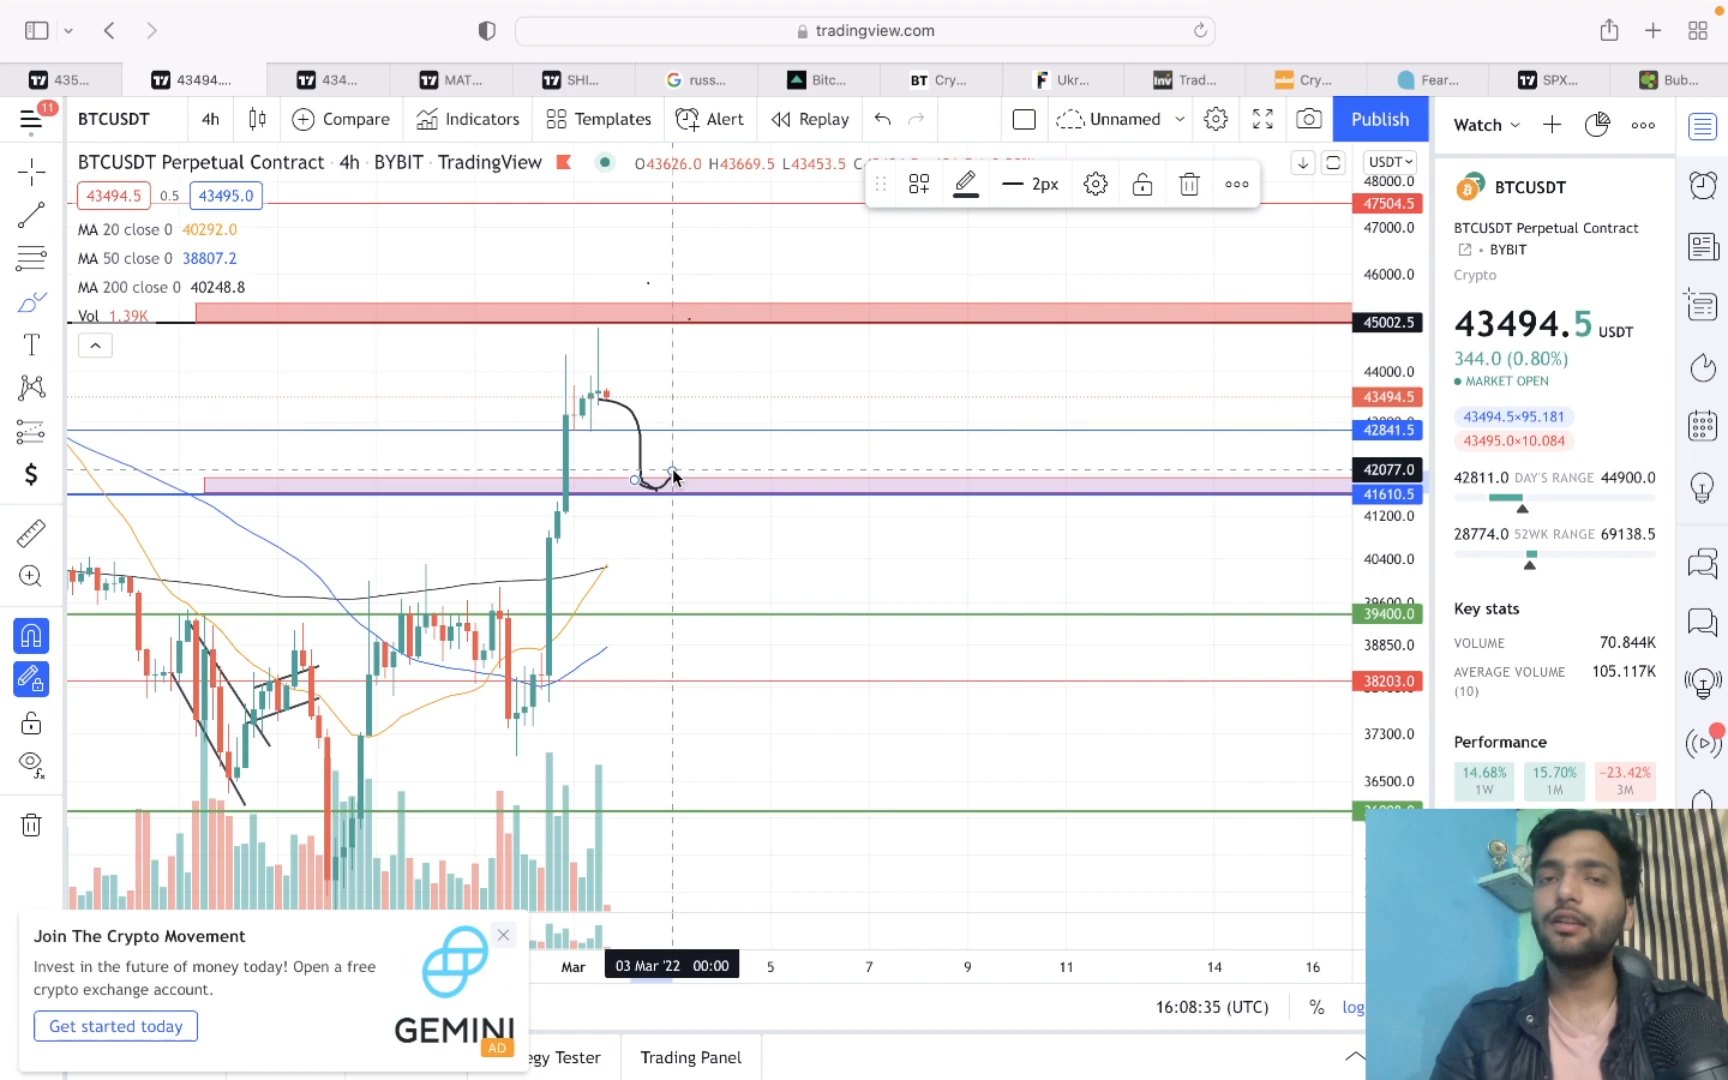 tradingview.com
435...
43494....
434...
MAT...
SHI...
russ...
Bitc...
BT Cry...
Ukr...
Inv Trad...
mint Cry...
Fear...
SPX...
Bub...
11
BTCUSDT
4h
Compare
Indicators
Templates
Alert
Replay
Unnamed
Publish
Watch
BTCUSDT Perpetual Contract · 4h · BYBIT · TradingView
O43626.0 H43669.5 L43453.5
USDT
43494.5
0.5
43495.0
2px
MA 20 close 0 40292.0
MA 50 close 0 38807.2
MA 200 close 0 40248.8
Vol 1.39K
48000.0
47504.5
47000.0
46000.0
45002.5
44000.0
43494.5
42841.5
42077.0
41610.5
41200.0
40400.0
39600.0
39400.0
38850.0
38203.0
37300.0
36500.0
BTCUSDT
BTCUSDT Perpetual Contract
BYBIT
Crypto
43494.5 USDT
344.0 (0.80%)
MARKET OPEN
43494.5×95.181
43495.0×10.084
42811.0 DAY'S RANGE 44900.0
28774.0 52WK RANGE 69138.5
Key stats
VOLUME 70.844K
AVERAGE VOLUME (10) 105.117K
Performance
14.68%
1W
15.70%
1M
−23.42%
3M
Join The Crypto Movement
Invest in the future of money today! Open a free
crypto exchange account.
Get started today
GEMINI
AD
Mar
03 Mar '22 00:00
5
7
9
11
14
16
16:08:35 (UTC)
%
log
egy Tester
Trading Panel